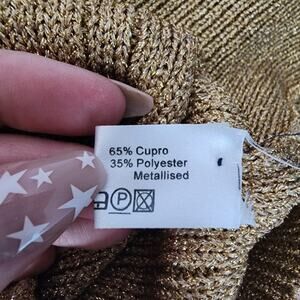 65% Cupro
35% Polyester
Metallised
P